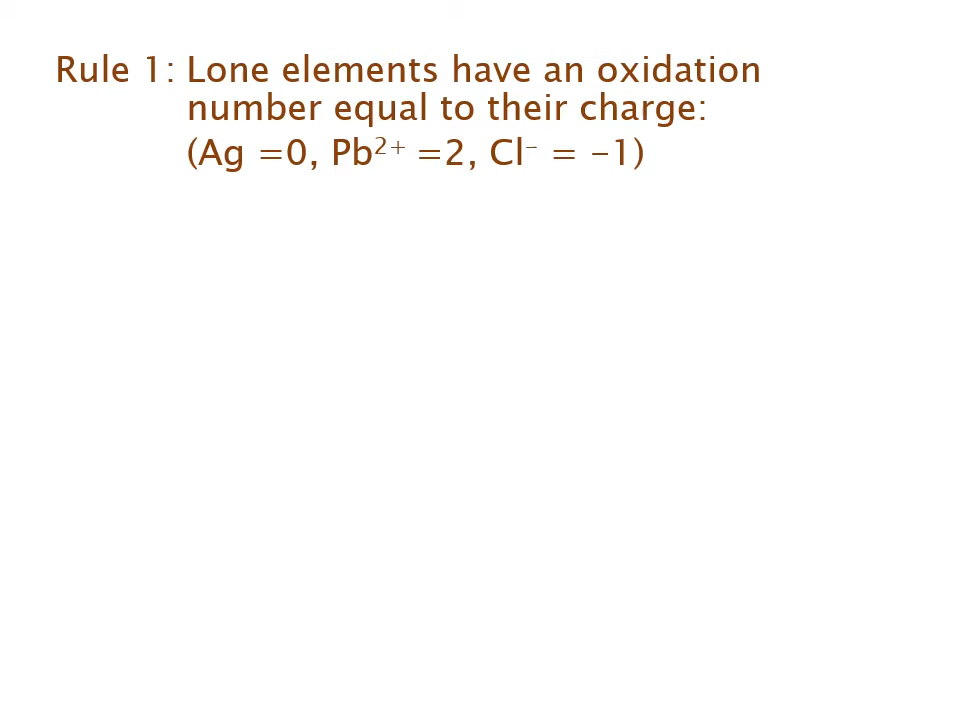 Rule 1: Lone elements have an oxidation
number equal to their charge:
(Ag =0, Pb²⁺ =2, Cl⁻ = –1)